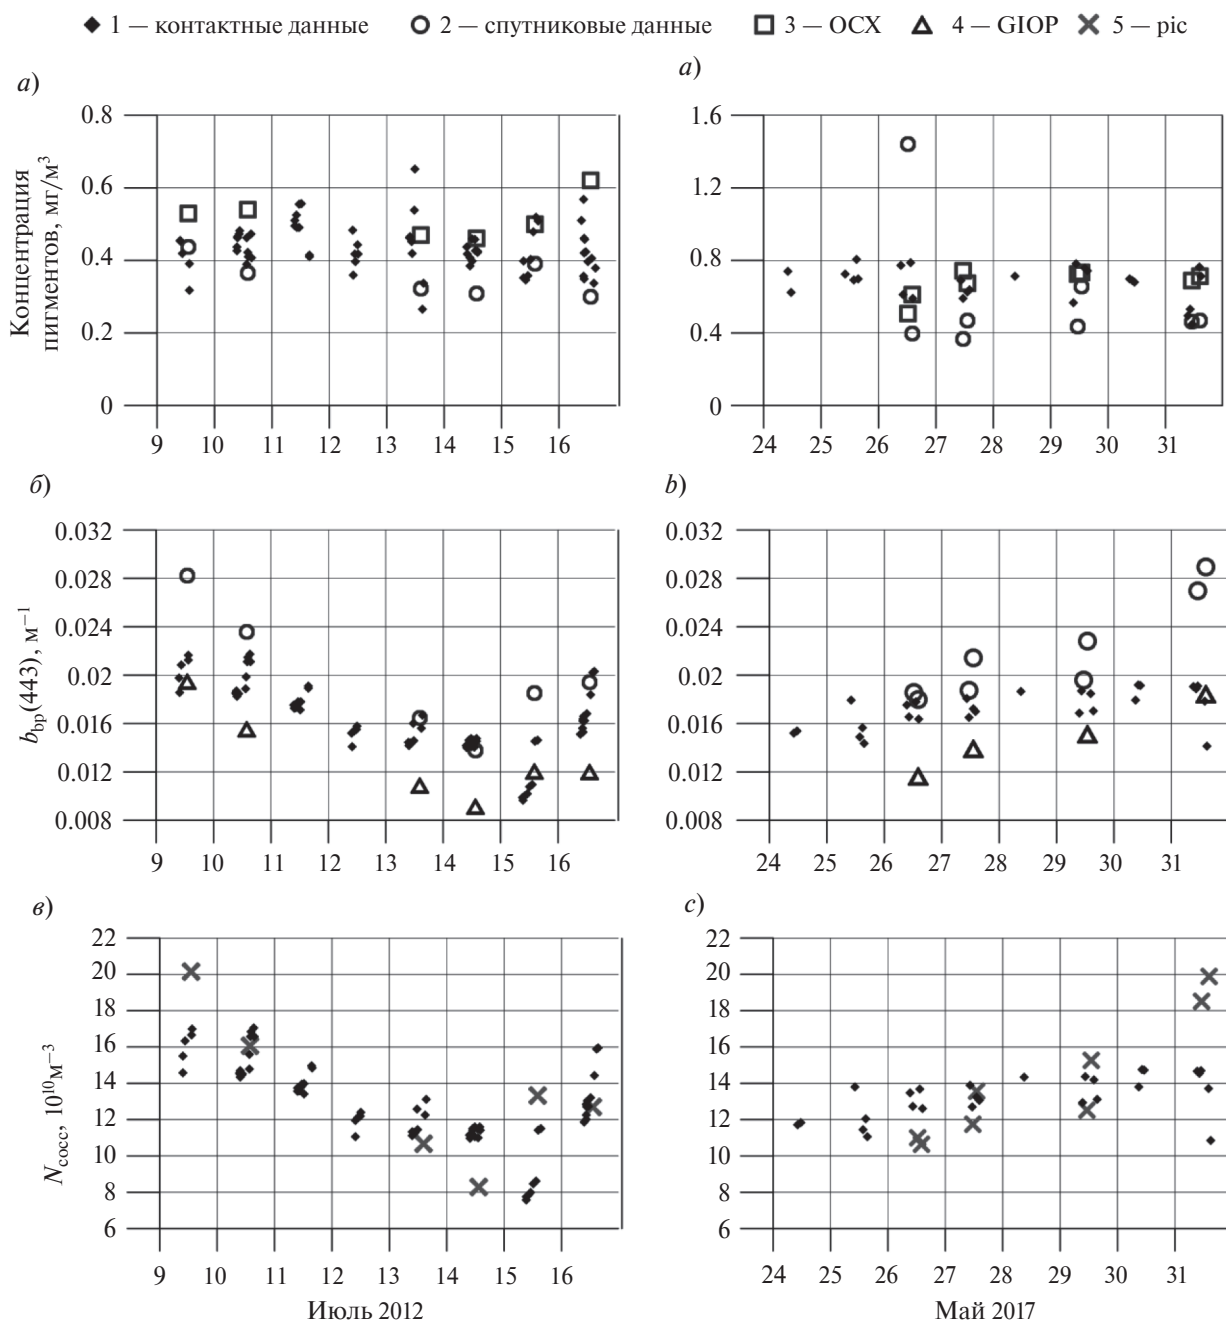 1 — контактные данные 2 — спутниковые данные 3 — OCX 4 — GIOP 5 — pic
а)
Концентрация
пигментов, мг/м³
0.8
0.6
0.4
0.2
0
9 10 11 12 13 14 15 16
a)
1.6
1.2
0.8
0.4
0
24 25 26 27 28 29 30 31
б)
b_bp(443), м⁻¹
0.032
0.028
0.024
0.02
0.016
0.012
0.008
9 10 11 12 13 14 15 16
b)
0.032
0.028
0.024
0.02
0.016
0.012
0.008
24 25 26 27 28 29 30 31
в)
N_cocc, 10¹⁰м⁻³
22
20
18
16
14
12
10
8
6
9 10 11 12 13 14 15 16
Июль 2012
c)
22
20
18
16
14
12
10
8
6
24 25 26 27 28 29 30 31
Май 2017